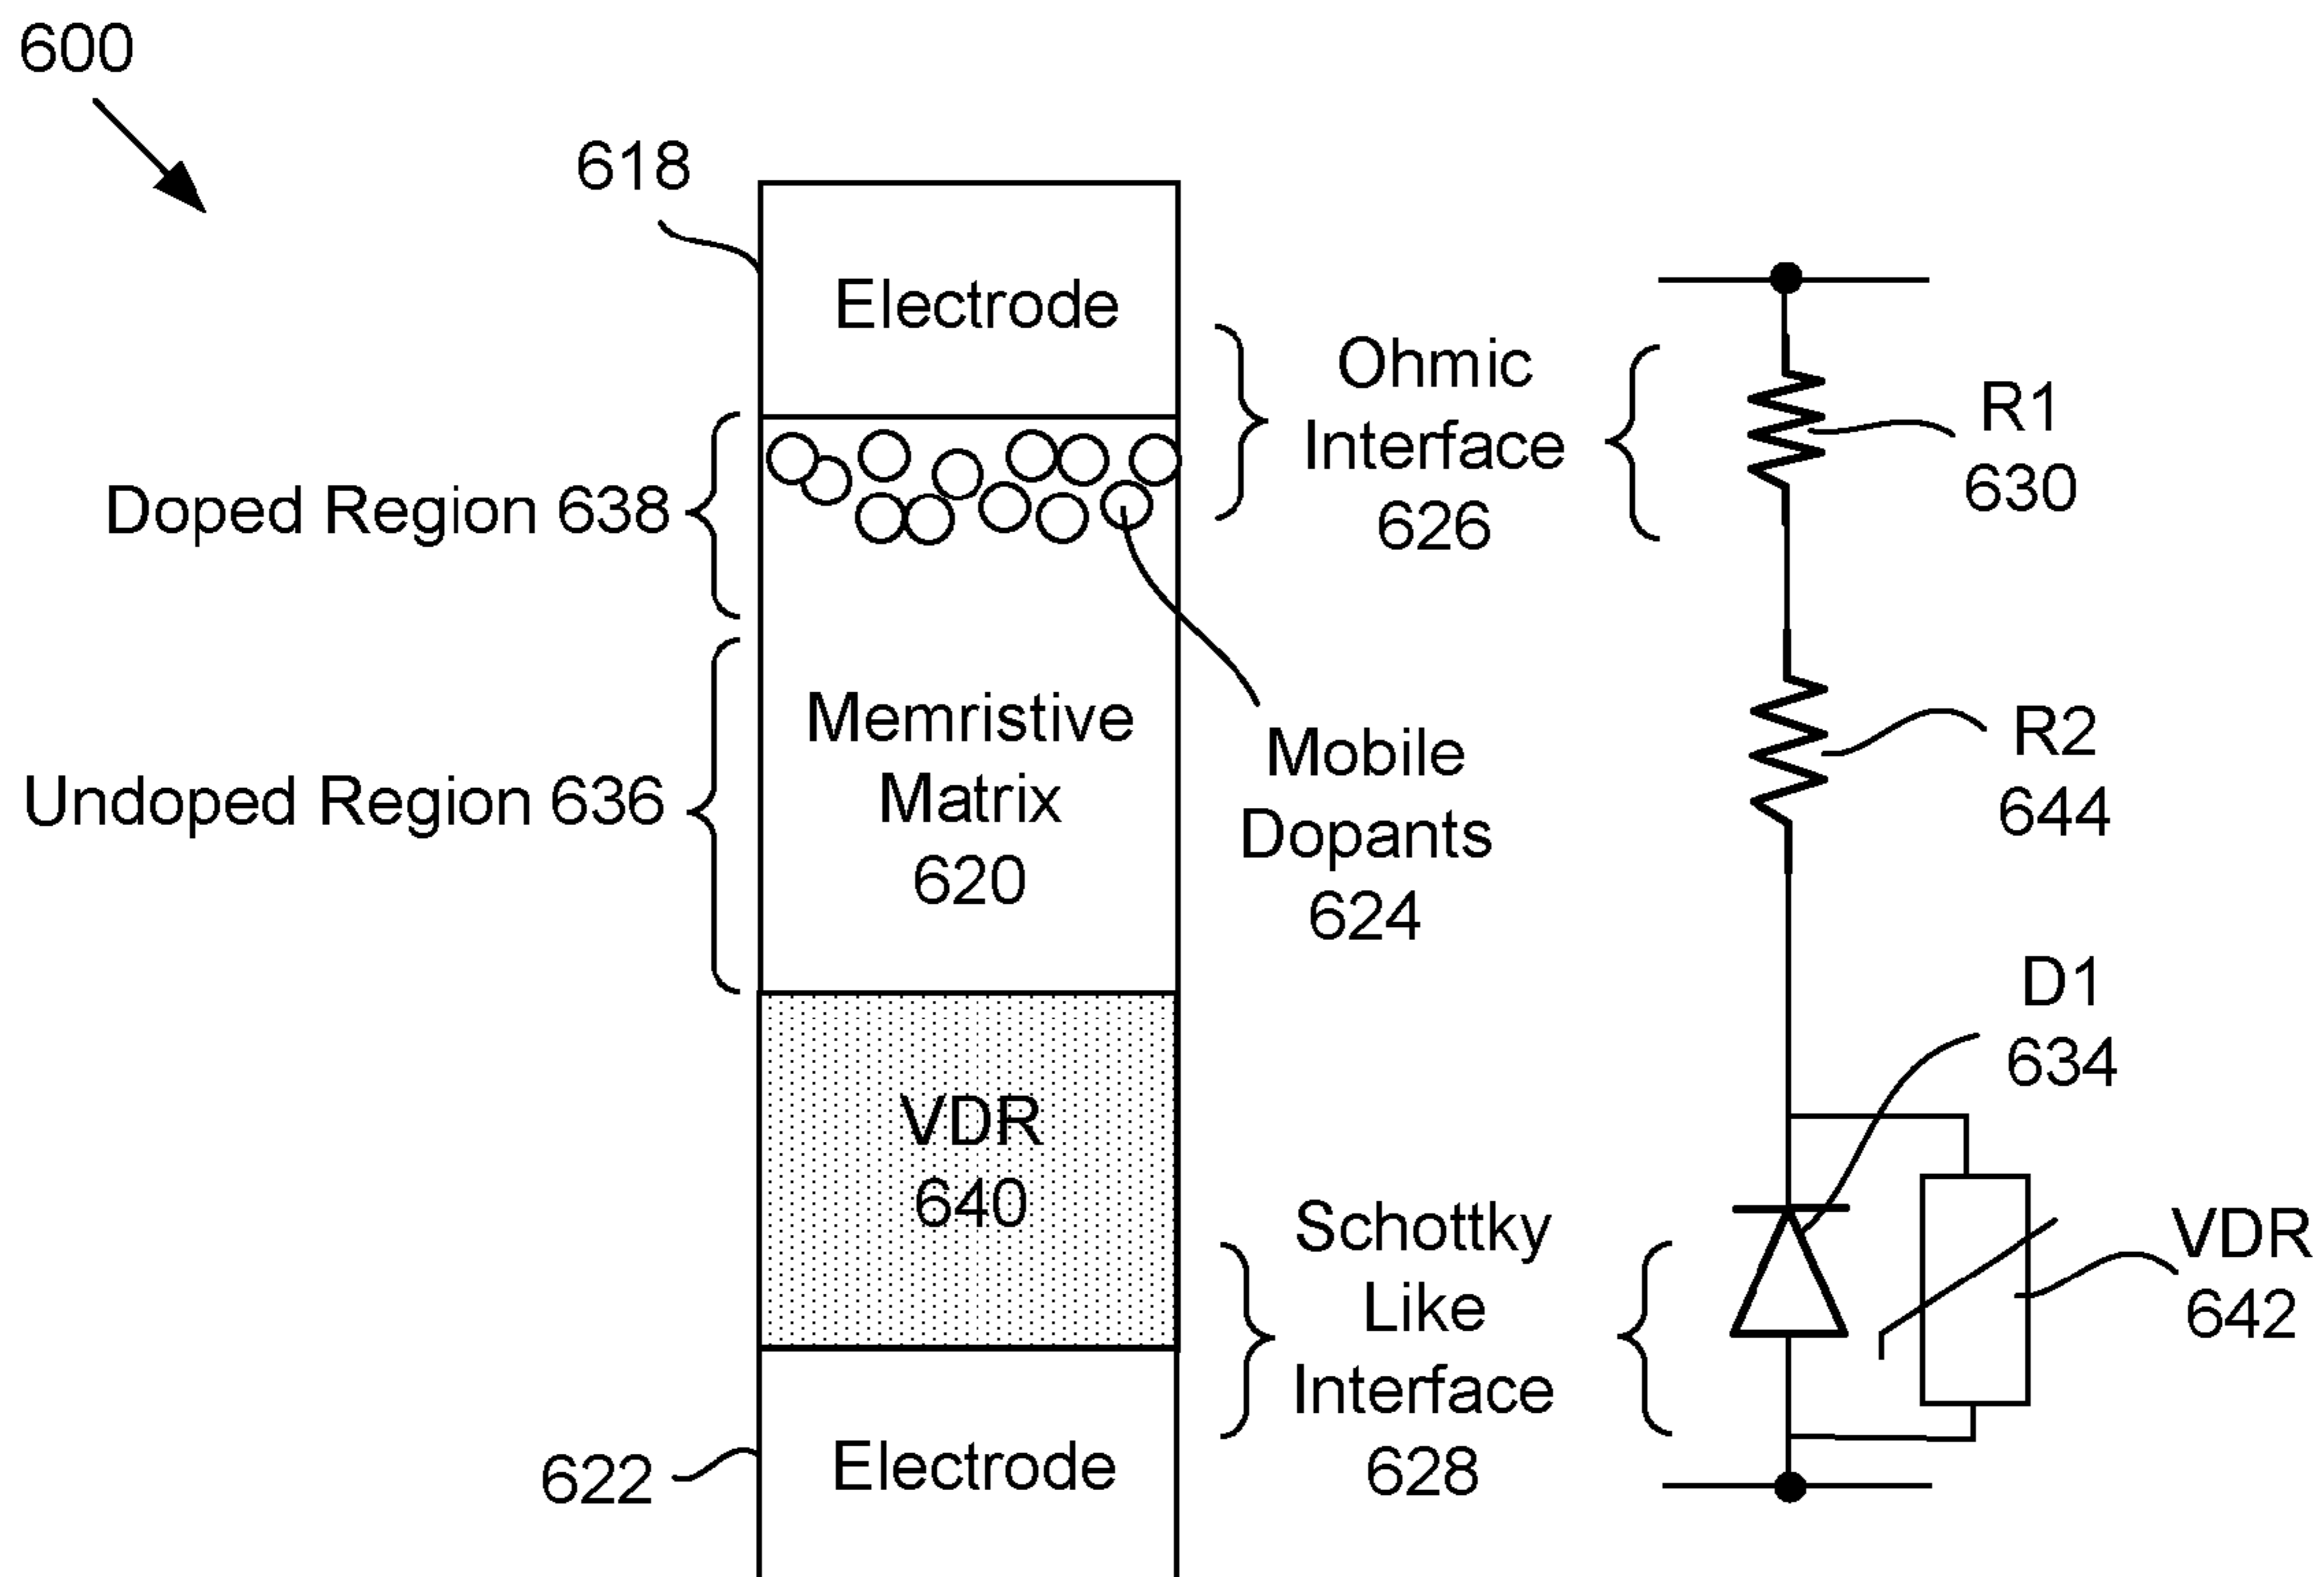 600
618
Electrode
Ohmic
Interface
626
R1
630
Doped Region 638
Undoped Region 636
Memristive
Matrix
620
Mobile
Dopants
624
R2
644
D1
634
VDR
640
Schottky
Like
Interface
628
VDR
642
622
Electrode